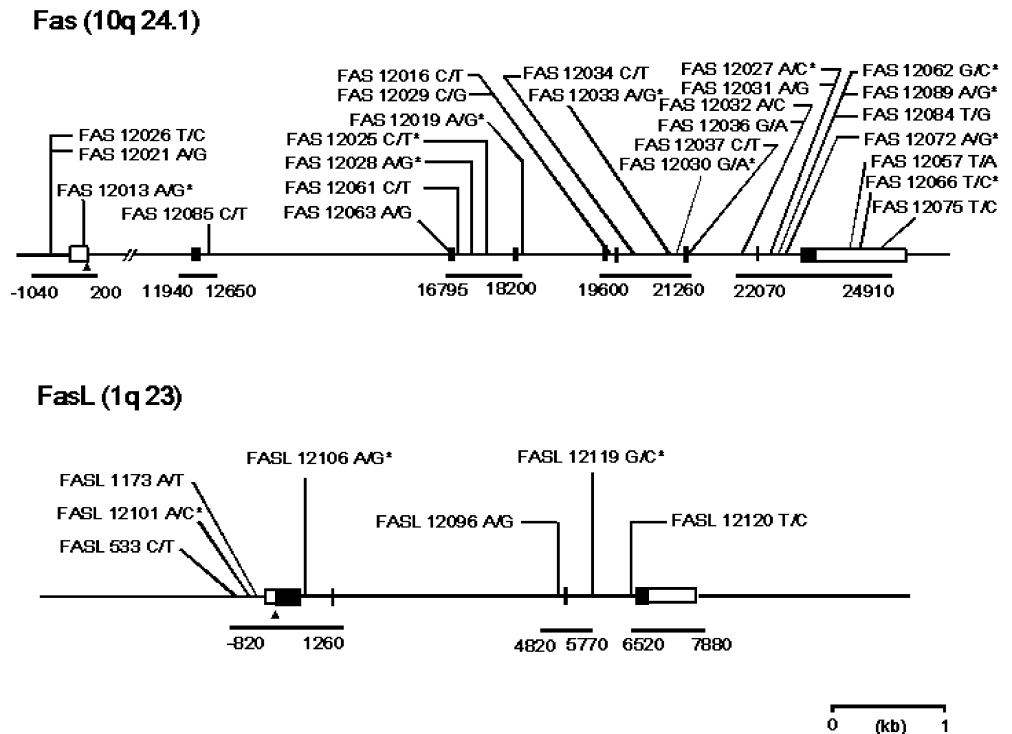 Fas (10q 24.1)
FAS 12016 C/T
FAS 12029 C/G
FAS 12019 A/G*
FAS 12034 C/T
FAS 12033 A/G*
FAS 12027 A/C*
FAS 12031 A/G
FAS 12032 A/C
FAS 12036 G/A
FAS 12037 C/T
FAS 12030 G/A*
FAS 12062 G/C*
FAS 12089 A/G*
FAS 12084 T/G
FAS 12072 A/G*
FAS 12057 T/A
FAS 12066 T/C*
FAS 12075 T/C
FAS 12026 T/C
FAS 12021 A/G
FAS 12013 A/G*
FAS 12085 C/T
FAS 12025 C/T*
FAS 12028 A/G*
FAS 12061 C/T
FAS 12063 A/G
//
-1040 200 11940 12650 16795 18200 19600 21260 22070 24910
FasL (1q 23)
FASL 1173 A/T
FASL 12101 A/C*
FASL 533 C/T
FASL 12106 A/G*
FASL 12119 G/C*
FASL 12096 A/G
FASL 12120 T/C
-820 1260 4820 5770 6520 7880
0 (kb) 1